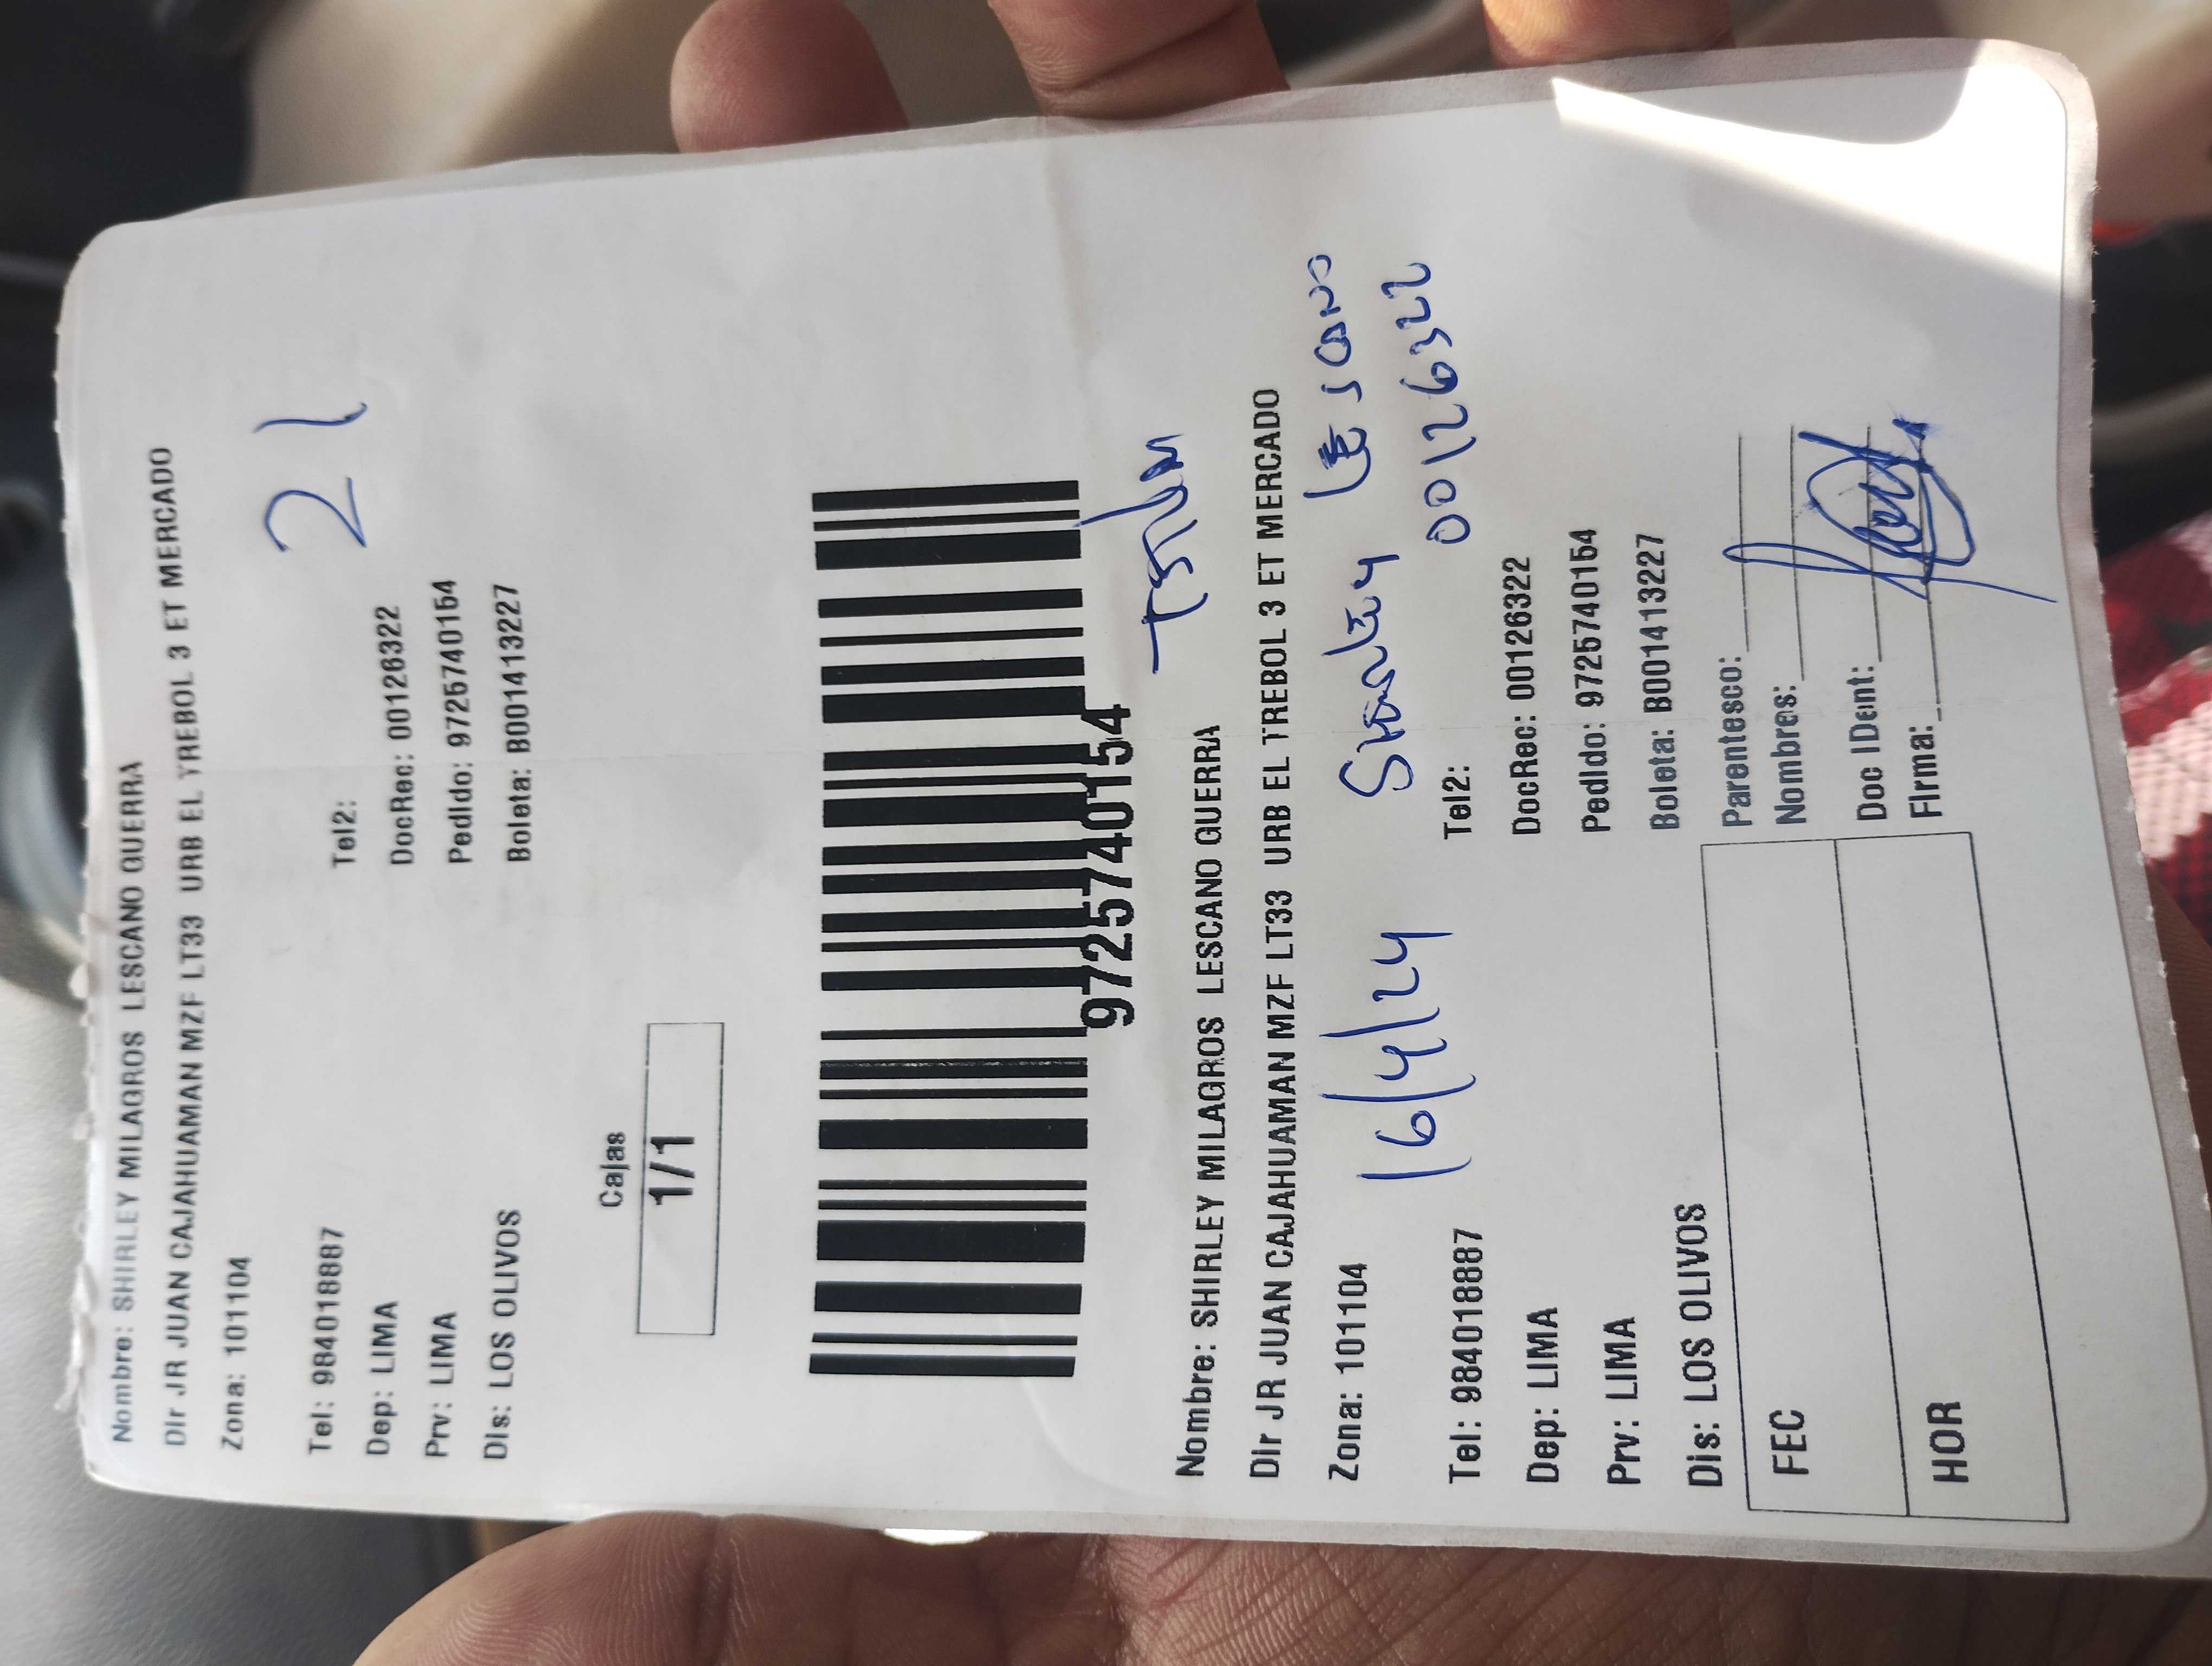 Nombre: SHIRLEY MILAGROS LESCANO GUERRA
Dir JR JUAN CAJAHUAMAN MZF LT33 URB EL TREBOL 3 ET MERCADO
Zona: 101104
21
Tel: 984018887 Tel2:
Dep: LIMA DocRec: 00126322
Prv: LIMA Pedido: 9725740154
Dis: LOS OLIVOS Boleta: B001413227
Cajas
1/1
9725740154
Nombre: SHIRLEY MILAGROS LESCANO GUERRA
Dir JR JUAN CAJAHUAMAN MZF LT33 URB EL TREBOL 3 ET MERCADO
Zona: 101104 16/4/24
00126322
Tel: 984018887 Tel2:
Dep: LIMA DocRec: 00126322
Prv: LIMA Pedido: 9725740154
Dis: LOS OLIVOS Boleta: B001413227
FEC
HOR
Parentesco:
Nombres:
Doc IDent:
Firma: